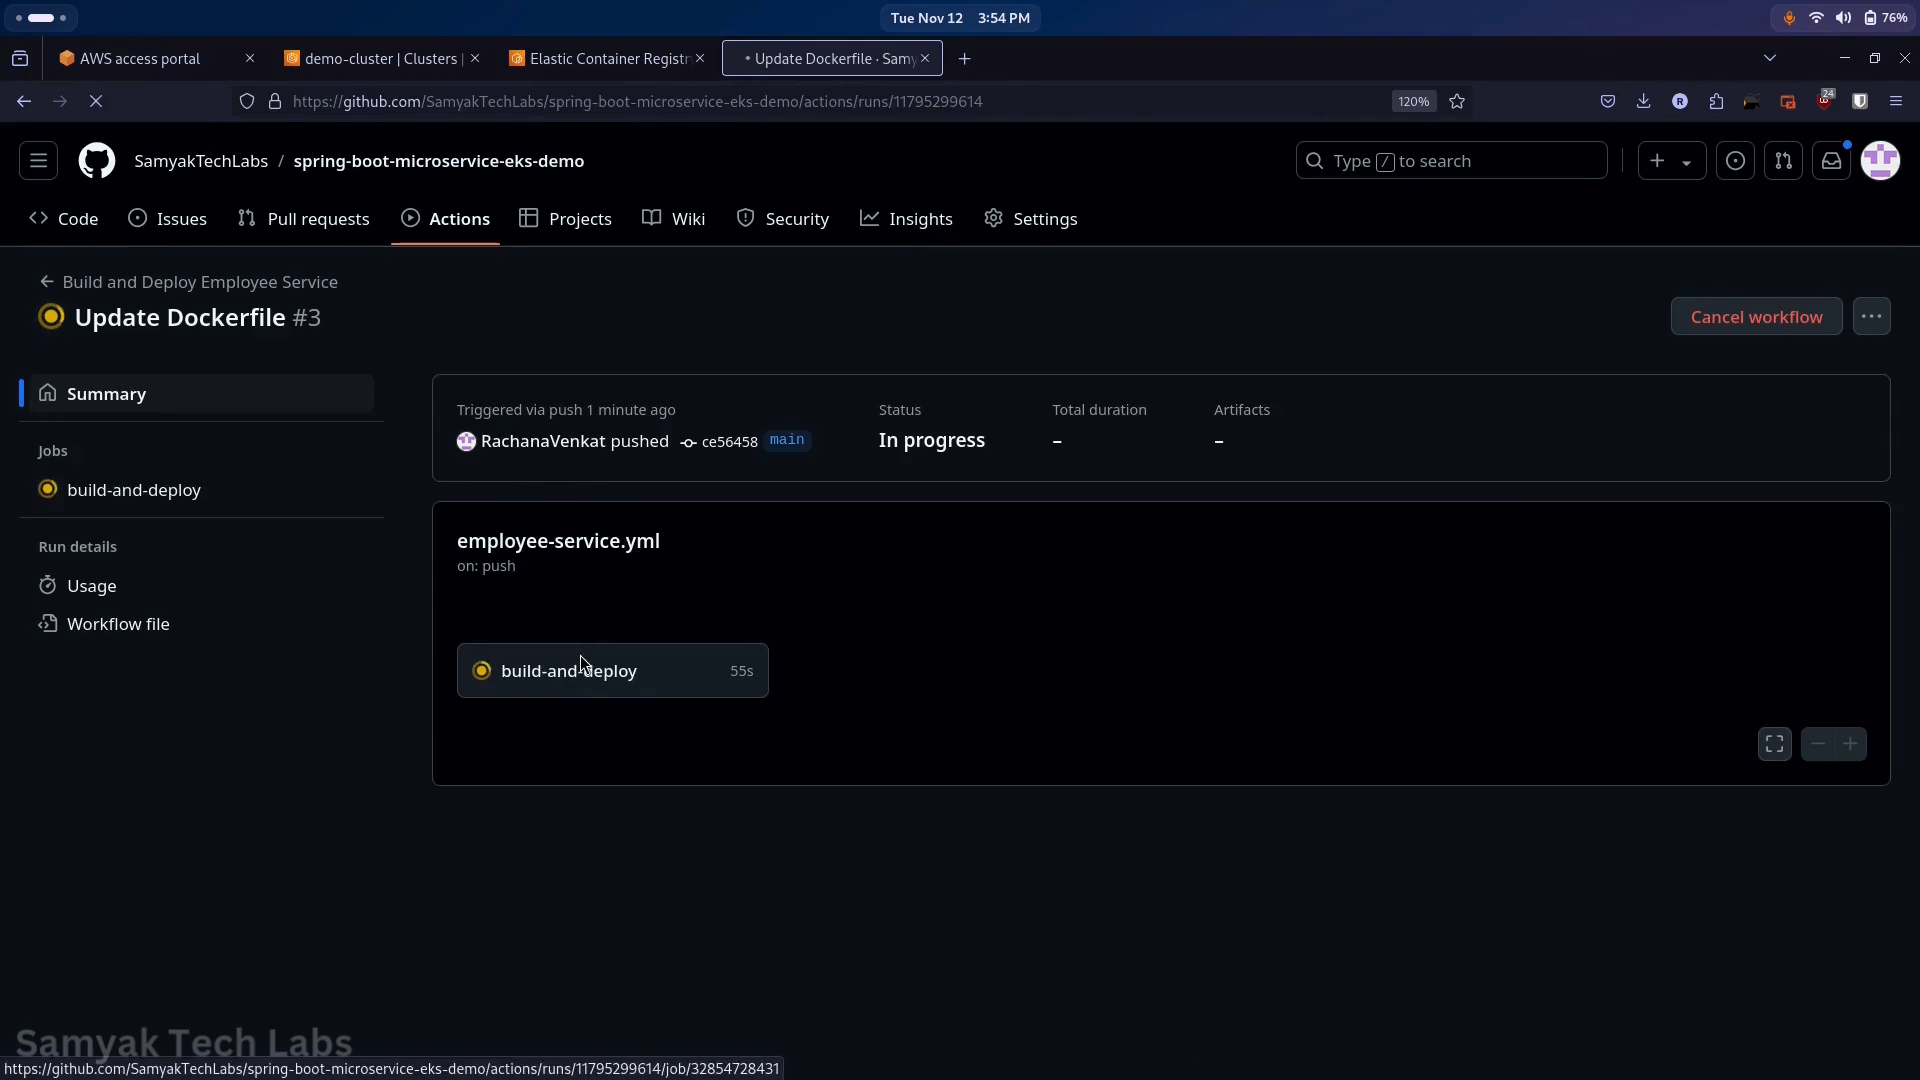 Tue Nov 12 3:54 PM
76%
AWS access portal
demo-cluster | Clusters |
Elastic Container Registr
Update Dockerfile · Samy
https://github.com/SamyakTechLabs/spring-boot-microservice-eks-demo/actions/runs/11795299614
120%
R
24
SamyakTechLabs / spring-boot-microservice-eks-demo
Type / to search
Code
Issues
Pull requests
Actions
Projects
Wiki
Security
Insights
Settings
Build and Deploy Employee Service
Update Dockerfile #3
Cancel workflow
Summary
Jobs
build-and-deploy
Run details
Usage
Workflow file
Triggered via push 1 minute ago
RachanaVenkat pushed ce56458 main
Status
In progress
Total duration
–
Artifacts
–
employee-service.yml
on: push
build-and-deploy 55s
Samyak Tech Labs
https://github.com/SamyakTechLabs/spring-boot-microservice-eks-demo/actions/runs/11795299614/job/32854728431